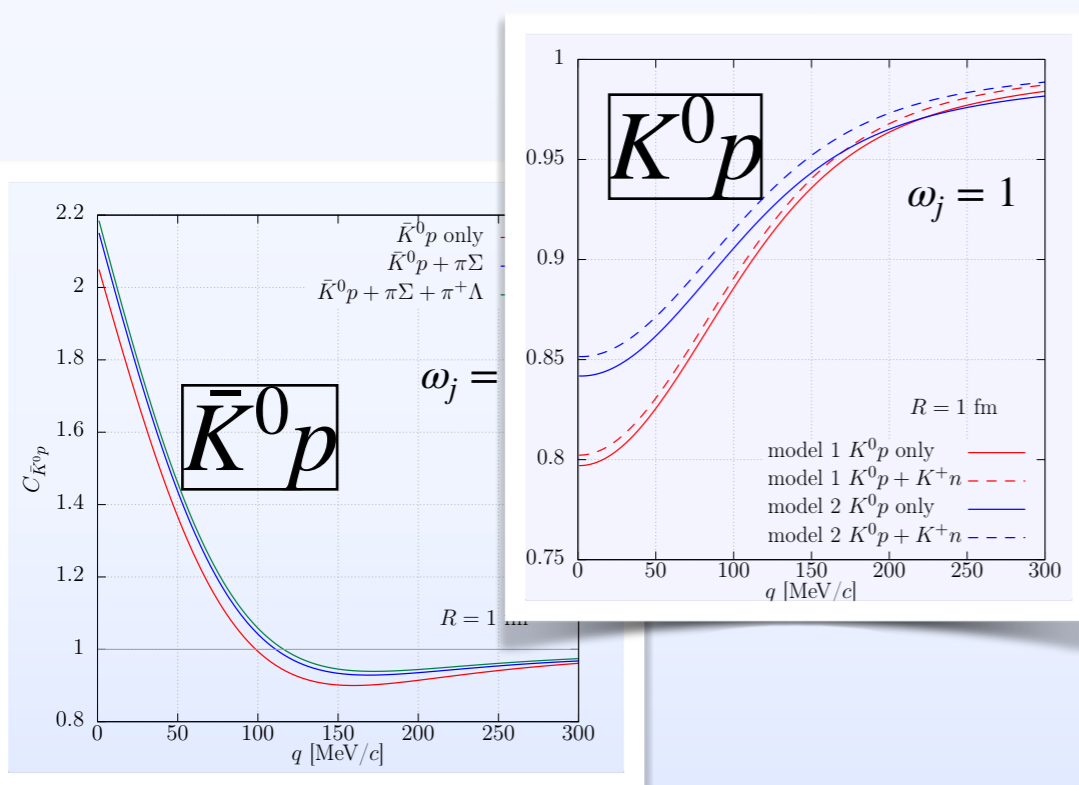 2.2
2
1.8
1.6
1.4
1.2
1
0.8
C_{K̄⁰p}
K̄⁰p only
K̄⁰p + πΣ
K̄⁰p + πΣ + π⁺Λ
ω_j =
K̄⁰p
R = 1
0 50 100 150 200 250 300
q [MeV/c]
1
0.95
0.9
0.85
0.8
0.75
K⁰p
ω_j = 1
R = 1 fm
model 1 K⁰p only
model 1 K⁰p + K⁺n
model 2 K⁰p only
model 2 K⁰p + K⁺n
0 50 100 150 200 250 300
q [MeV/c]